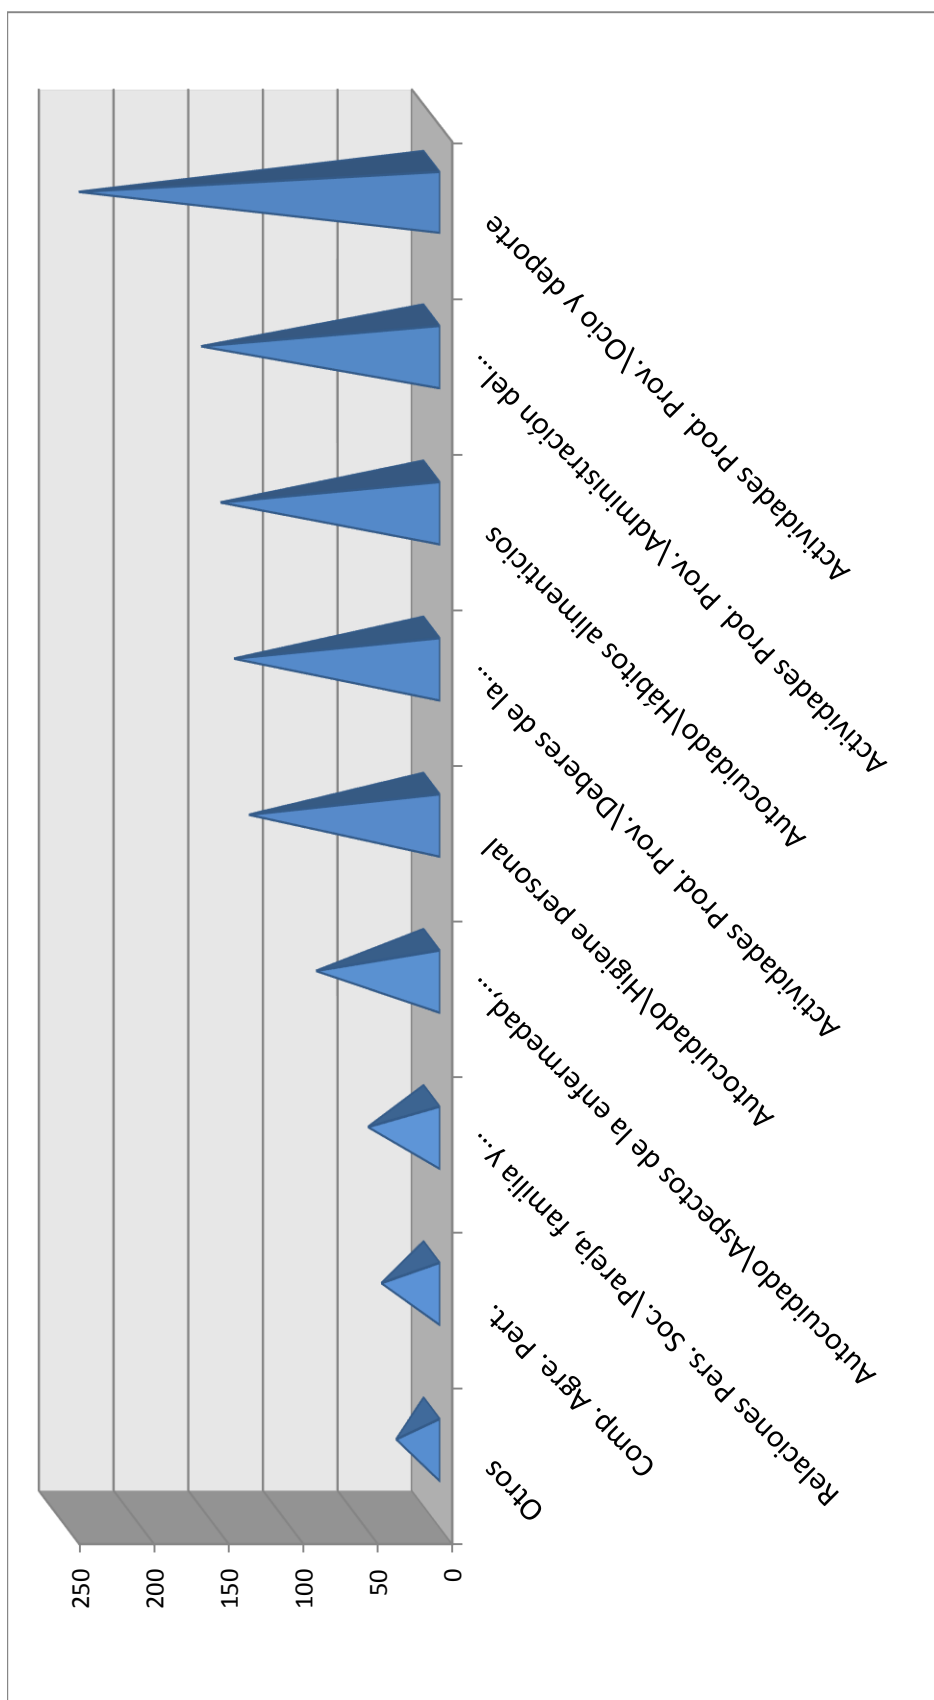 250
200
150
100
50
0
Otros
Comp. Agre. Pert.
Relaciones Pers. Soc.\Pareja, familia y...
Autocuidado\Aspectos de la enfermedad,...
Autocuidado\Higiene personal
Actividades Prod. Prov.\Deberes de la...
Autocuidado\Hábitos alimenticios
Actividades Prod. Prov.\Administración del...
Actividades Prod. Prov.\Ocio y deporte